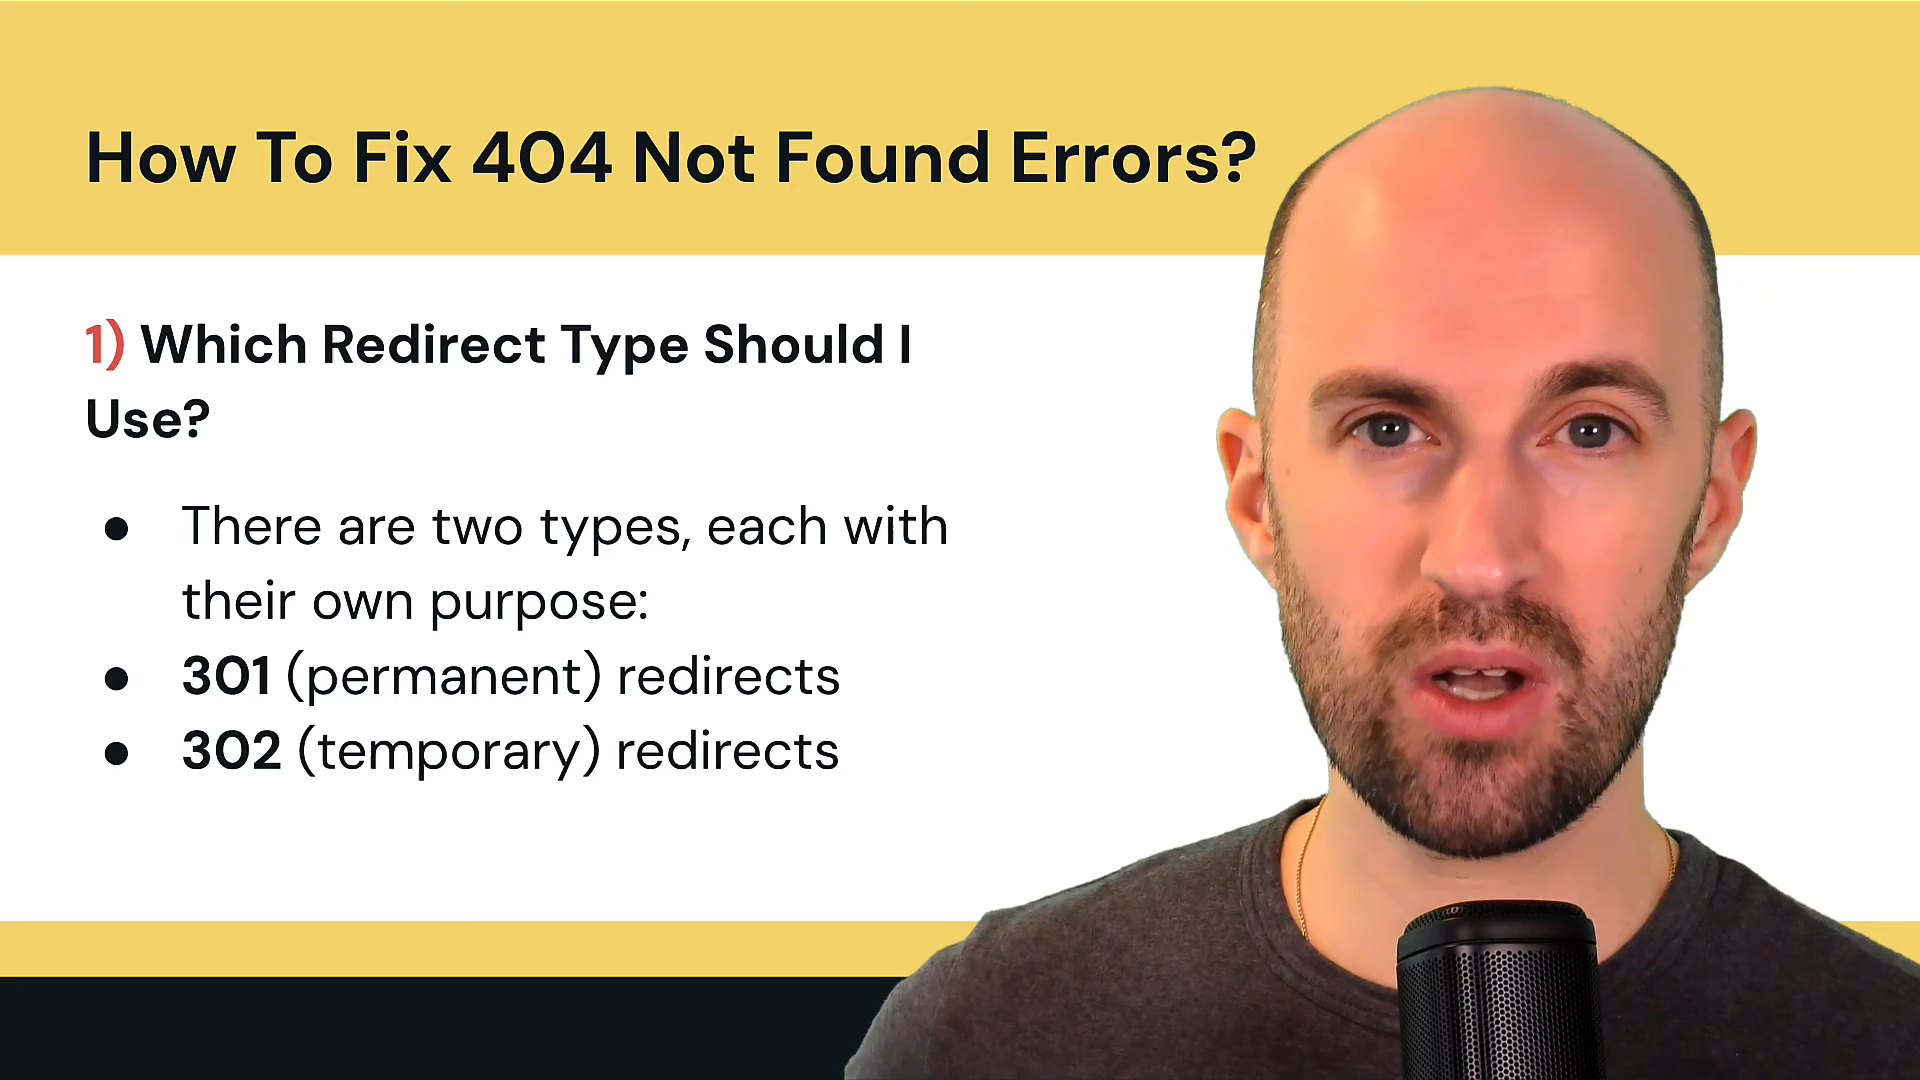 How To Fix 404 Not Found Errors?
1) Which Redirect Type Should I
Use?
● There are two types, each with
their own purpose:
● 301 (permanent) redirects
● 302 (temporary) redirects